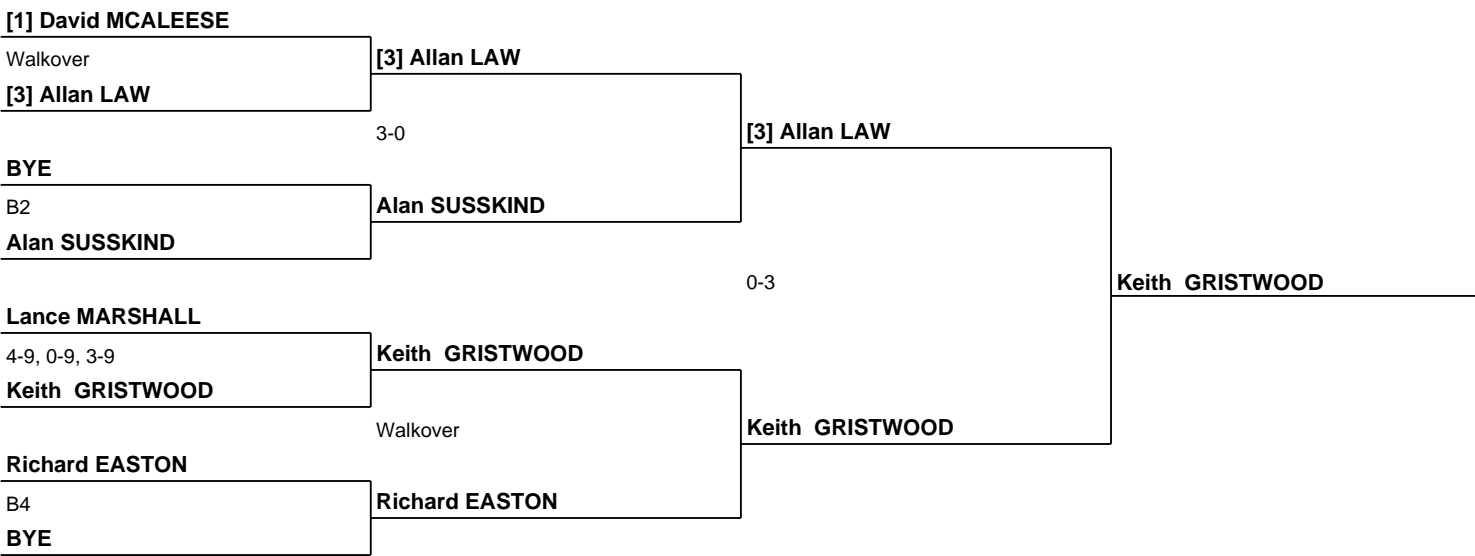 [1] David MCALEESE
Walkover
[3] Allan LAW
[3] Allan LAW
3-0
[3] Allan LAW
BYE
B2
Alan SUSSKIND
Alan SUSSKIND
0-3
Keith  GRISTWOOD
Lance MARSHALL
4-9, 0-9, 3-9
Keith  GRISTWOOD
Keith  GRISTWOOD
Walkover
Keith  GRISTWOOD
Richard EASTON
B4
Richard EASTON
BYE